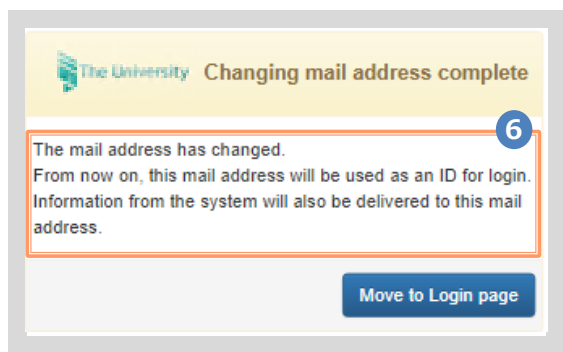 The University Changing mail address complete
6
The mail address has changed.
From now on, this mail address will be used as an ID for login.
Information from the system will also be delivered to this mail
address.
Move to Login page